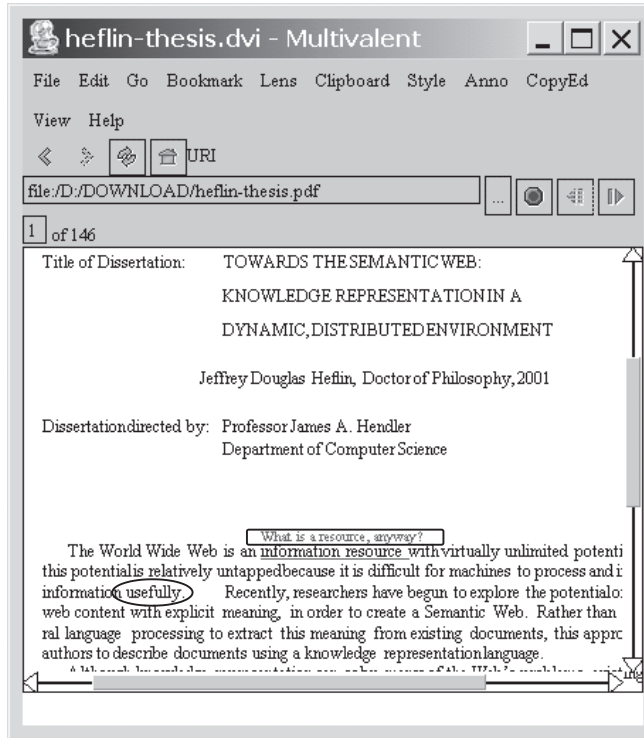 heflin-thesis.dvi - Multivalent
File Edit Go Bookmark Lens Clipboard Style Anno CopyEd
View Help
URI
file:/D:/DOWNLOAD/heflin-thesis.pdf ...
1 of 146
Title of Dissertation: TOWARDS THE SEMANTIC WEB:
KNOWLEDGE REPRESENTATION IN A
DYNAMIC, DISTRIBUTED ENVIRONMENT
Jeffrey Douglas Heflin, Doctor of Philosophy, 2001
Dissertation directed by: Professor James A. Hendler
Department of Computer Science
What is a resource, anyway?
The World Wide Web is an information resource with virtually unlimited potenti
this potential is relatively untapped because it is difficult for machines to process and i
information usefully. Recently, researchers have begun to explore the potential o
web content with explicit meaning, in order to create a Semantic Web. Rather than
ral language processing to extract this meaning from existing documents, this appro
authors to describe documents using a knowledge representation language.